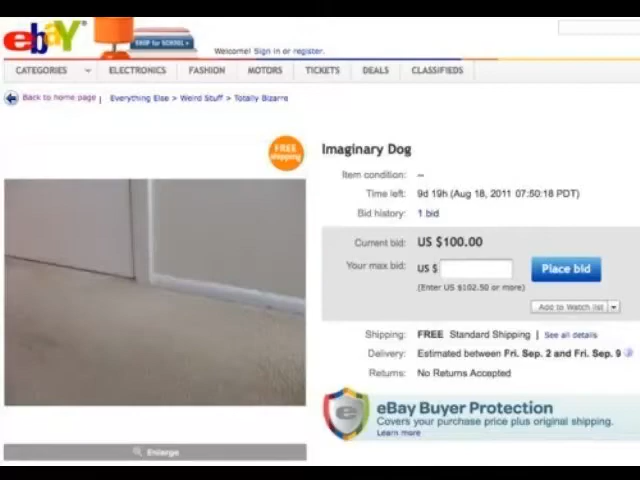 ebay
SHIP for SCHOOL
Welcome! Sign in or register.
CATEGORIES ELECTRONICS FASHION MOTORS TICKETS DEALS CLASSIFIEDS
Back to home page | Everything Else > Weird Stuff > Totally Bizarre
FREE
shipping
Imaginary Dog
Item condition: --
Time left: 9d 19h (Aug 18, 2011 07:50:18 PDT)
Bid history: 1 bid
Current bid: US $100.00
Your max bid: US $ Place bid
(Enter US $102.50 or more)
Add to Watch list
Shipping: FREE Standard Shipping | See all details
Delivery: Estimated between Fri. Sep. 2 and Fri. Sep. 9
Returns: No Returns Accepted
eBay Buyer Protection
Covers your purchase price plus original shipping.
Learn more
Enlarge